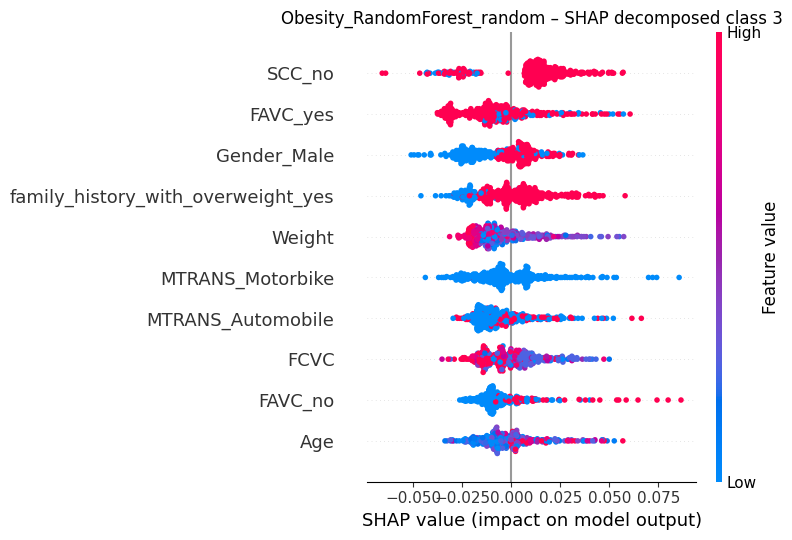 Obesity_RandomForest_random – SHAP decomposed class 3
High
SCC_no
FAVC_yes
Gender_Male
family_history_with_overweight_yes
Weight
MTRANS_Motorbike
MTRANS_Automobile
FCVC
FAVC_no
Age
Feature value
Low
−0.050 −0.025 0.000 0.025 0.050 0.075
SHAP value (impact on model output)